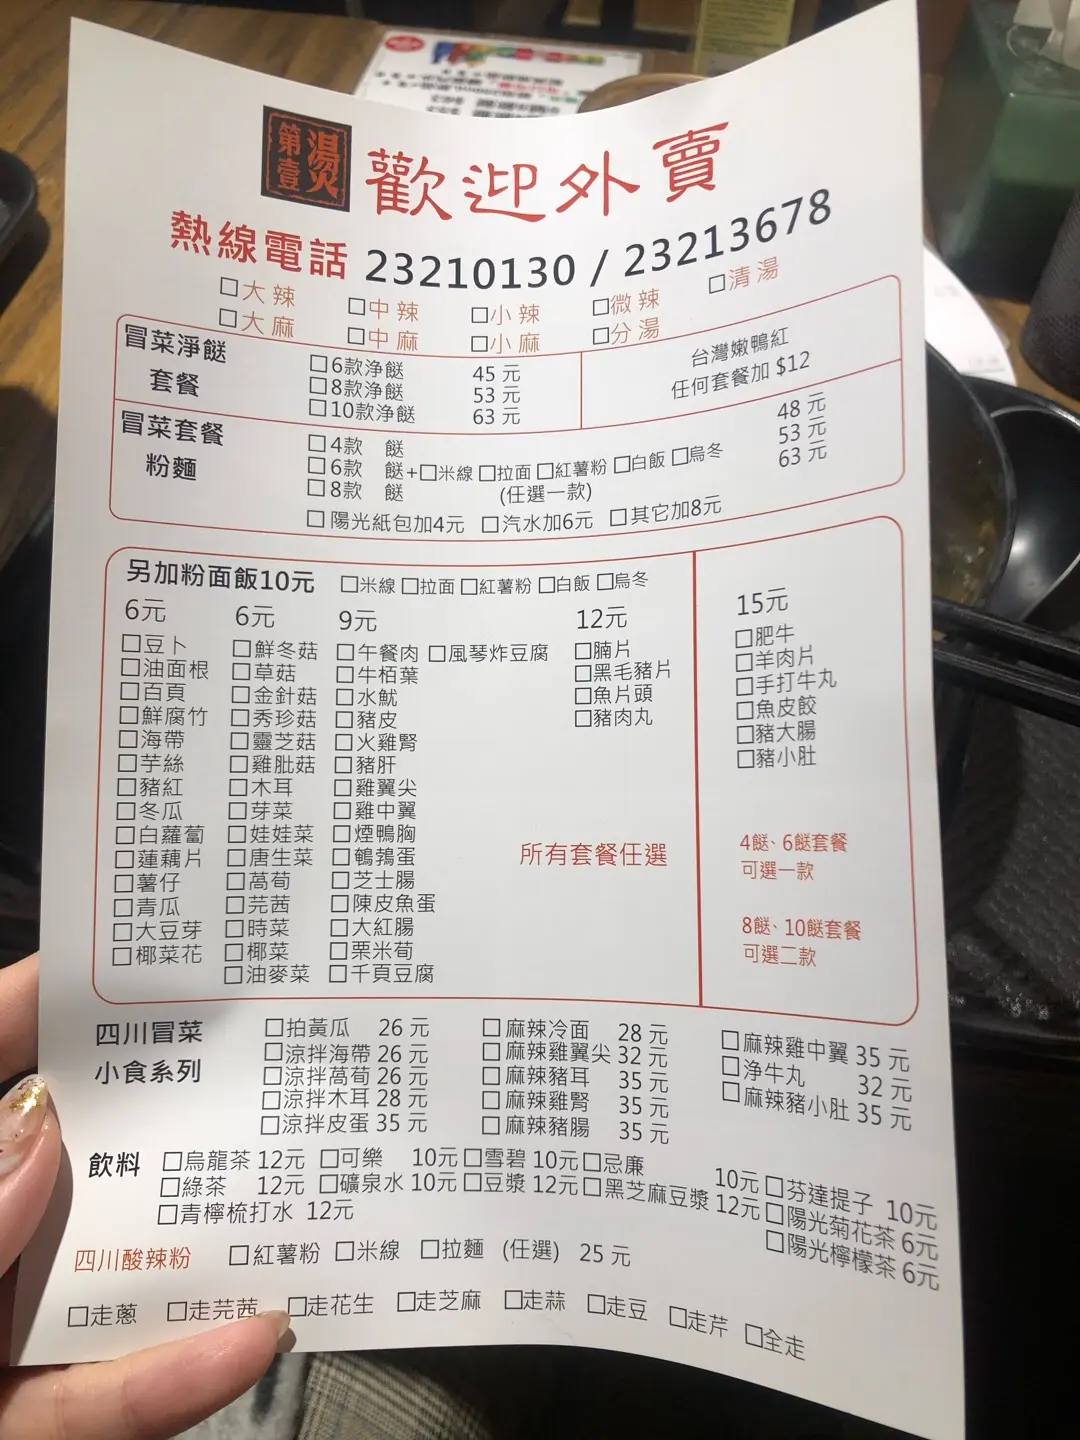 第壹燙
歡迎外賣
熱線電話 23210130 / 23213678
□大辣 □中辣 □小辣 □微辣 □清湯
□大麻 □中麻 □小麻 □分湯
冒菜淨餸套餐
□6款淨餸 45元
□8款淨餸 53元
□10款淨餸 63元
台灣嫩鴨紅
任何套餐加 $12
冒菜套餐粉麵
□4款 餸 48元
□6款 餸+□米線 □拉面 □紅薯粉 □白飯 □烏冬 53元
□8款 餸 (任選一款) 63元
□陽光紙包加4元 □汽水加6元 □其它加8元
另加粉面飯10元 □米線 □拉面 □紅薯粉 □白飯 □烏冬
6元
□豆卜
□油面根
□百頁
□鮮腐竹
□海帶
□芋絲
□豬紅
□冬瓜
□白蘿蔔
□蓮藕片
□薯仔
□青瓜
□大豆芽
□椰菜花
6元
□鮮冬菇
□草菇
□金針菇
□秀珍菇
□靈芝菇
□雞肶菇
□木耳
□芽菜
□娃娃菜
□唐生菜
□萵荀
□芫茜
□時菜
□椰菜
□油麥菜
9元
□午餐肉 □風琴炸豆腐
□牛栢葉
□水魷
□豬皮
□火雞腎
□豬肝
□雞翼尖
□雞中翼
□煙鴨胸
□鵪鶉蛋
□芝士腸
□陳皮魚蛋
□大紅腸
□栗米荀
□千頁豆腐
12元
□腩片
□黑毛豬片
□魚片頭
□豬肉丸
所有套餐任選
15元
□肥牛
□羊肉片
□手打牛丸
□魚皮餃
□豬大腸
□豬小肚
4餸、6餸套餐
可選一款
8餸、10餸套餐
可選二款
四川冒菜
小食系列
□拍黃瓜 26元
□涼拌海帶 26元
□涼拌萵荀 26元
□涼拌木耳 28元
□涼拌皮蛋 35元
□麻辣冷面 28元
□麻辣雞翼尖 32元
□麻辣豬耳 35元
□麻辣雞腎 35元
□麻辣豬腸 35元
□麻辣雞中翼 35元
□淨牛丸 32元
□麻辣豬小肚 35元
飲料
□烏龍茶 12元 □可樂 10元 □雪碧 10元 □忌廉 10元 □芬達提子 10元
□綠茶 12元 □礦泉水 10元 □豆漿 12元 □黑芝麻豆漿 12元 □陽光菊花茶 6元
□青檸梳打水 12元 □陽光檸檬茶 6元
四川酸辣粉 □紅薯粉 □米線 □拉麵 (任選) 25元
□走蔥 □走芫茜 □走花生 □走芝麻 □走蒜 □走豆 □走芹 □全走